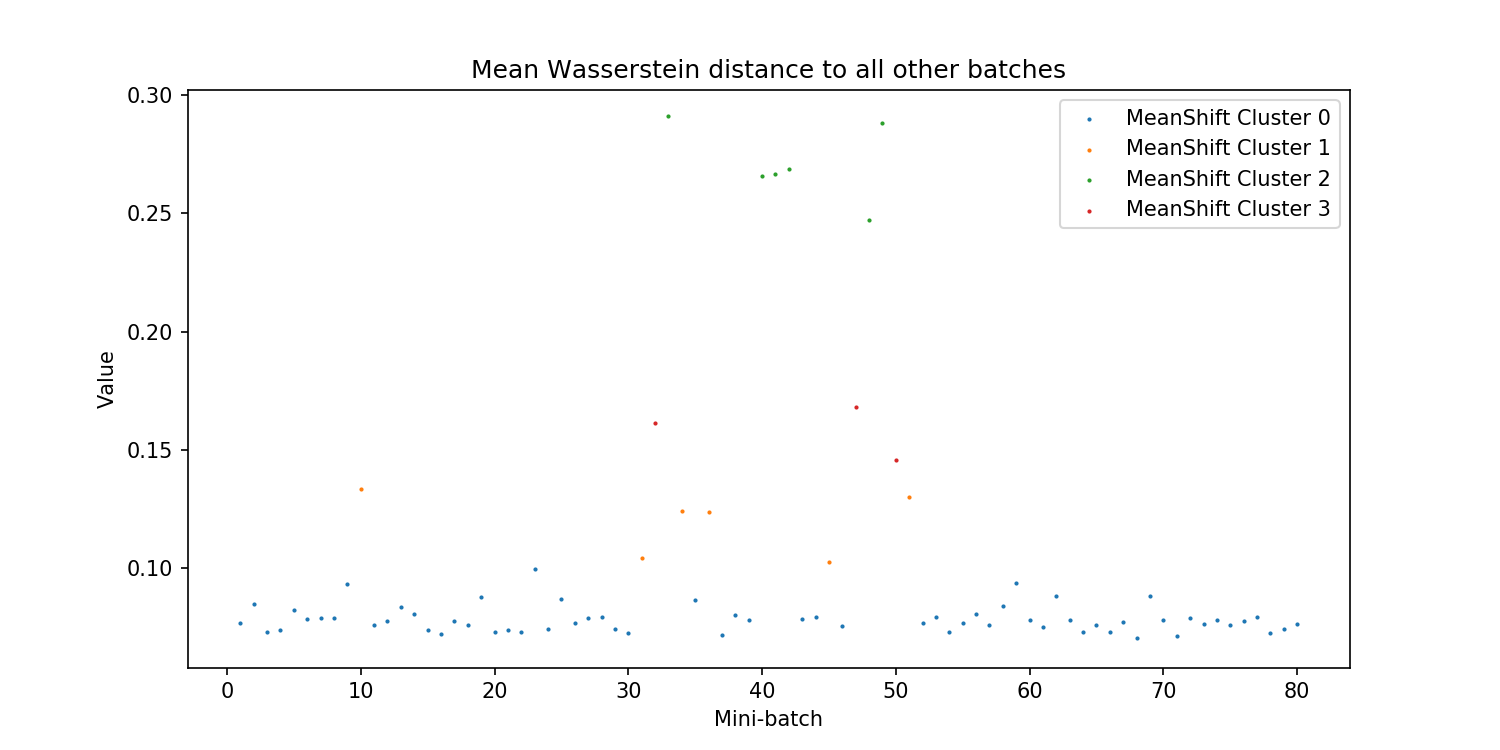 Mean Wasserstein distance to all other batches
0.30
0.25
0.20
0.15
0.10
Value
MeanShift Cluster 0
MeanShift Cluster 1
MeanShift Cluster 2
MeanShift Cluster 3
0 10 20 30 40 50 60 70 80
Mini-batch